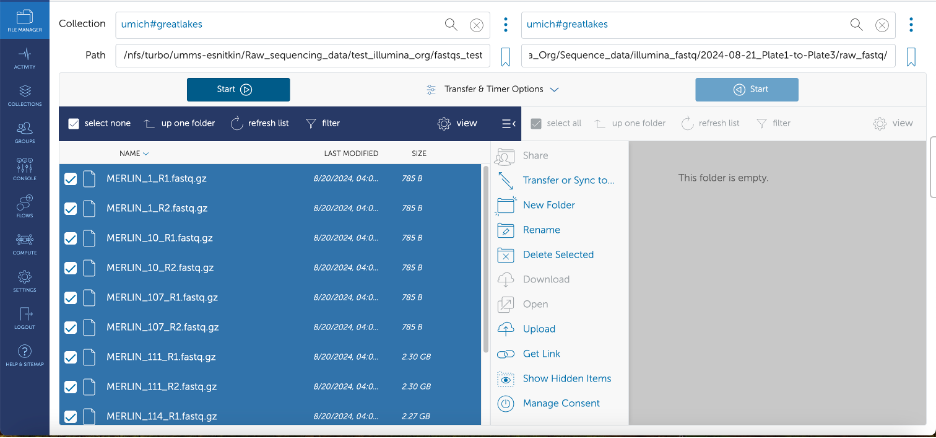 FILE MANAGER
ACTIVITY
COLLECTIONS
GROUPS
CONSOLE
FLOWS
COMPUTE
SETTINGS
LOGOUT
HELP & SITEMAP
Collection umich#greatlakes
umich#greatlakes
Path /nfs/turbo/umms-esnitkin/Raw_sequencing_data/test_illumina_org/fastqs_test
a_Org/Sequence_data/illumina_fastq/2024-08-21_Plate1-to-Plate3/raw_fastq/
Start Transfer & Timer Options Start
select none up one folder refresh list filter view
select all up one folder refresh list filter view
NAME LAST MODIFIED SIZE
MERLIN_1_R1.fastq.gz 8/20/2024, 04:0... 785 B
MERLIN_1_R2.fastq.gz 8/20/2024, 04:0... 785 B
MERLIN_10_R1.fastq.gz 8/20/2024, 04:0... 785 B
MERLIN_10_R2.fastq.gz 8/20/2024, 04:0... 785 B
MERLIN_107_R1.fastq.gz 8/20/2024, 04:0... 785 B
MERLIN_107_R2.fastq.gz 8/20/2024, 04:0... 785 B
MERLIN_111_R1.fastq.gz 8/20/2024, 04:0... 2.30 GB
MERLIN_111_R2.fastq.gz 8/20/2024, 04:0... 2.30 GB
MERLIN_114_R1.fastq.gz 8/20/2024, 04:0... 2.27 GB
Share
Transfer or Sync to...
New Folder
Rename
Delete Selected
Download
Open
Upload
Get Link
Show Hidden Items
Manage Consent
This folder is empty.